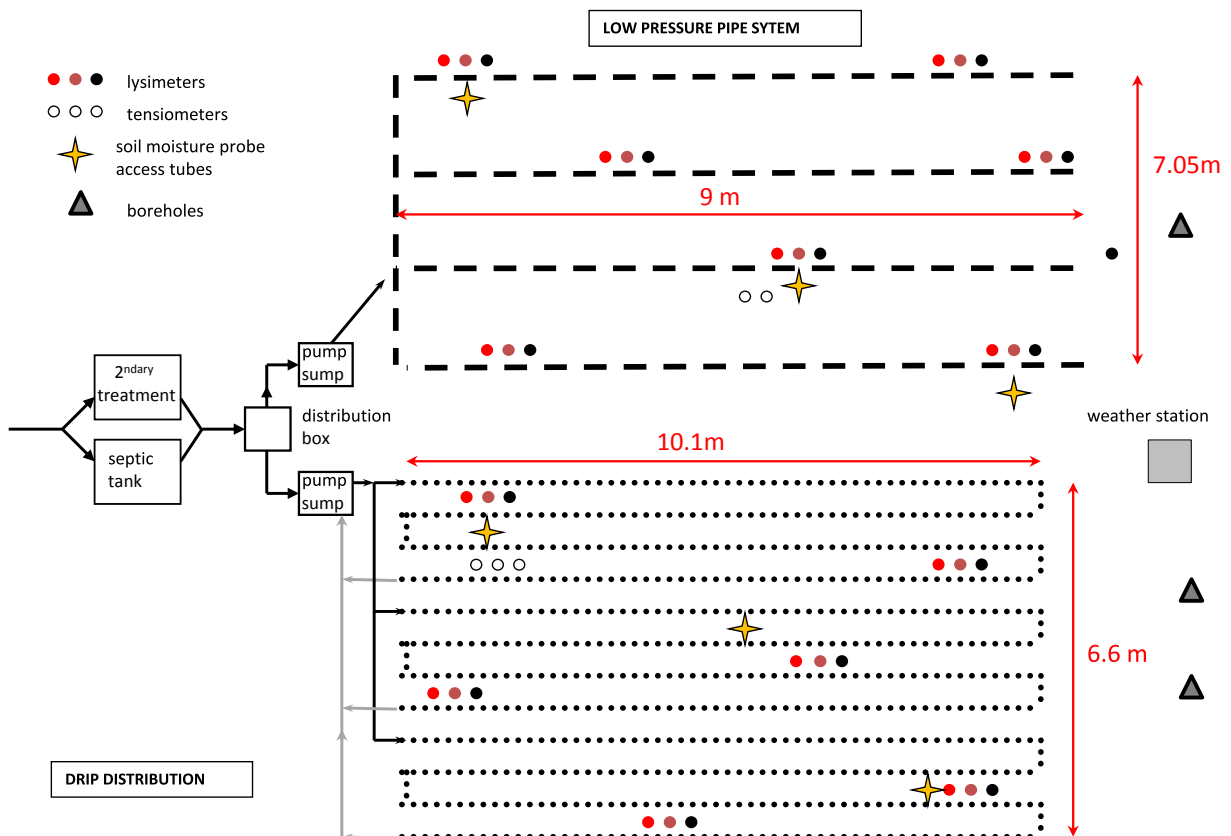 LOW PRESSURE PIPE SYTEM
lysimeters
tensiometers
soil moisture probe
access tubes
boreholes
7.05m
9 m
pump
sump
2ndary
treatment
septic
tank
distribution
box
pump
sump
weather station
10.1m
6.6 m
DRIP DISTRIBUTION